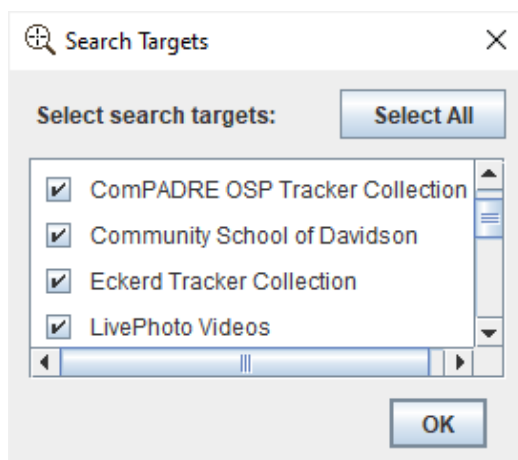 Search Targets
Select search targets:
Select All
ComPADRE OSP Tracker Collection
Community School of Davidson
Eckerd Tracker Collection
LivePhoto Videos
OK